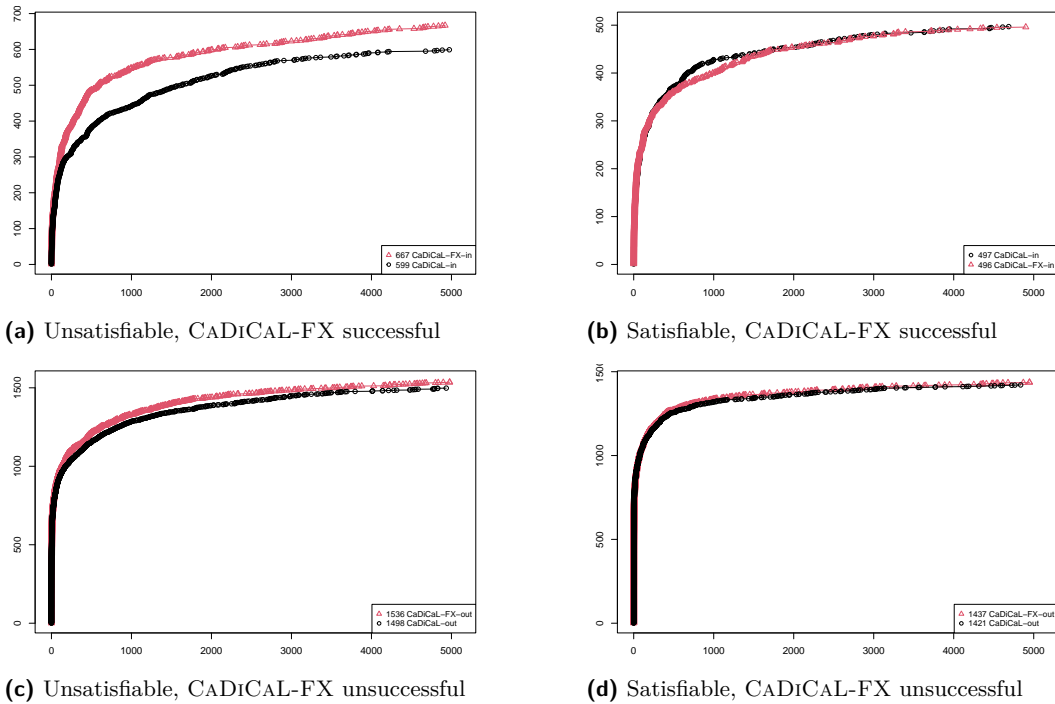 700
600
500
400
300
200
100
0
△ 667 CaDiCaL−FX−in
○ 599 CaDiCaL−in
0 1000 2000 3000 4000 5000
(a) Unsatisfiable, CADICAL-FX successful
500
400
300
200
100
0
○ 497 CaDiCaL−in
△ 496 CaDiCaL−FX−in
0 1000 2000 3000 4000 5000
(b) Satisfiable, CADICAL-FX successful
1500
1000
500
0
△ 1536 CaDiCaL−FX−out
○ 1498 CaDiCaL−out
0 1000 2000 3000 4000 5000
(c) Unsatisfiable, CADICAL-FX unsuccessful
1500
1000
500
0
△ 1437 CaDiCaL−FX−out
○ 1421 CaDiCaL−out
0 1000 2000 3000 4000 5000
(d) Satisfiable, CADICAL-FX unsuccessful